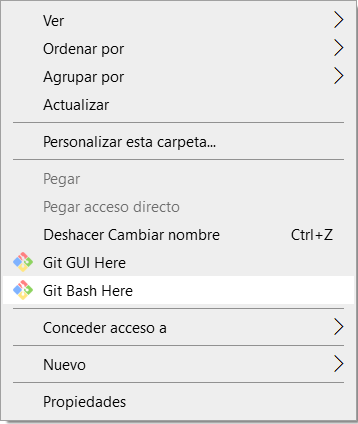 Ver
Ordenar por
Agrupar por
Actualizar
Personalizar esta carpeta...
Pegar
Pegar acceso directo
Deshacer Cambiar nombre Ctrl+Z
Git GUI Here
Git Bash Here
Conceder acceso a
Nuevo
Propiedades